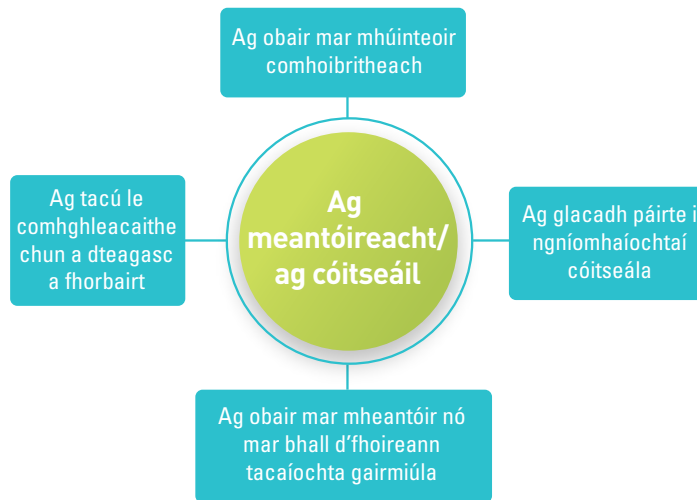 Ag obair mar mhúinteoir
comhoibritheach
Ag tacú le
comhghleacaithe
chun a dteagasc
a fhorbairt
Ag
meantóireacht/
ag cóitseáil
Ag glacadh páirte i
ngníomhaíochtaí
cóitseála
Ag obair mar mheantóir nó
mar bhall d'fhoireann
tacaíochta gairmiúla